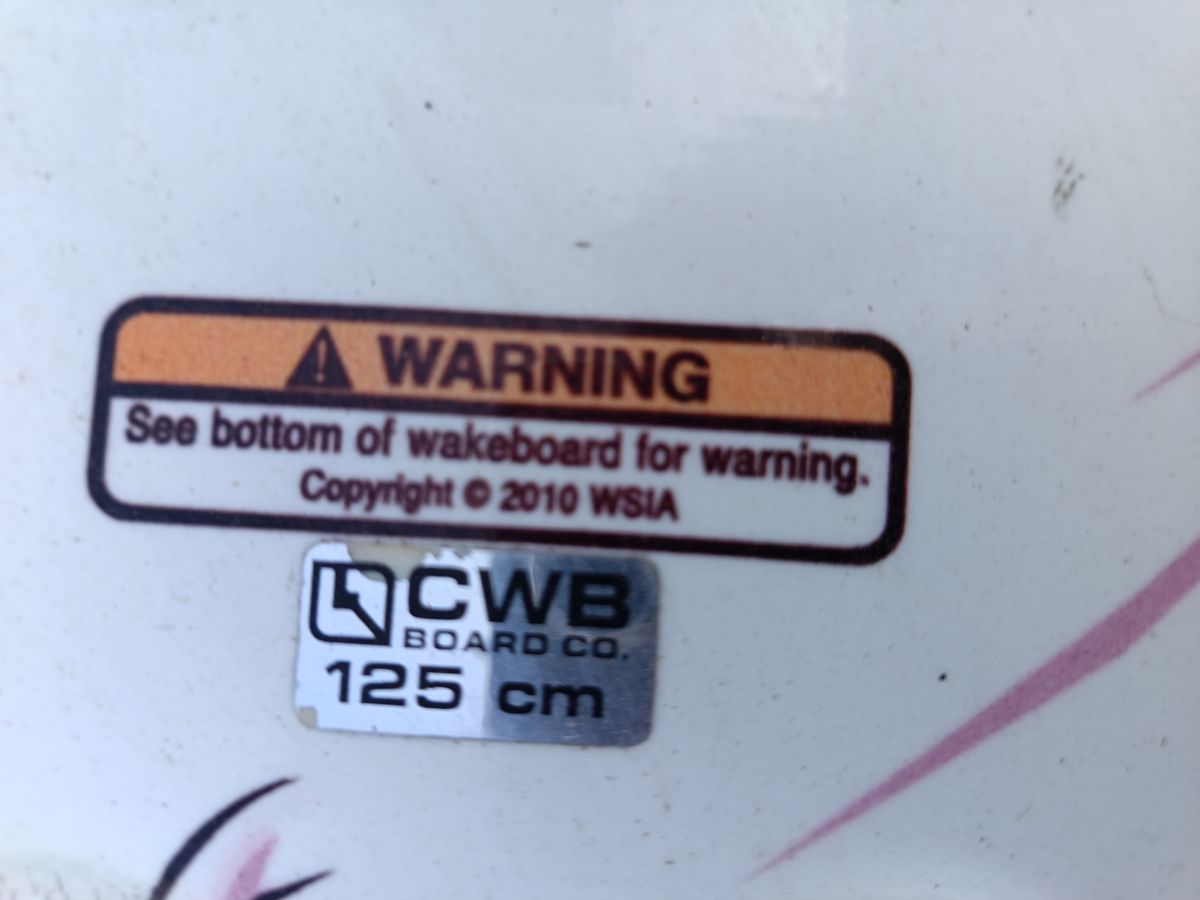 WARNING
See bottom of wakeboard for warning.
Copyright © 2010 WSIA
CWB
BOARD CO.
125 cm